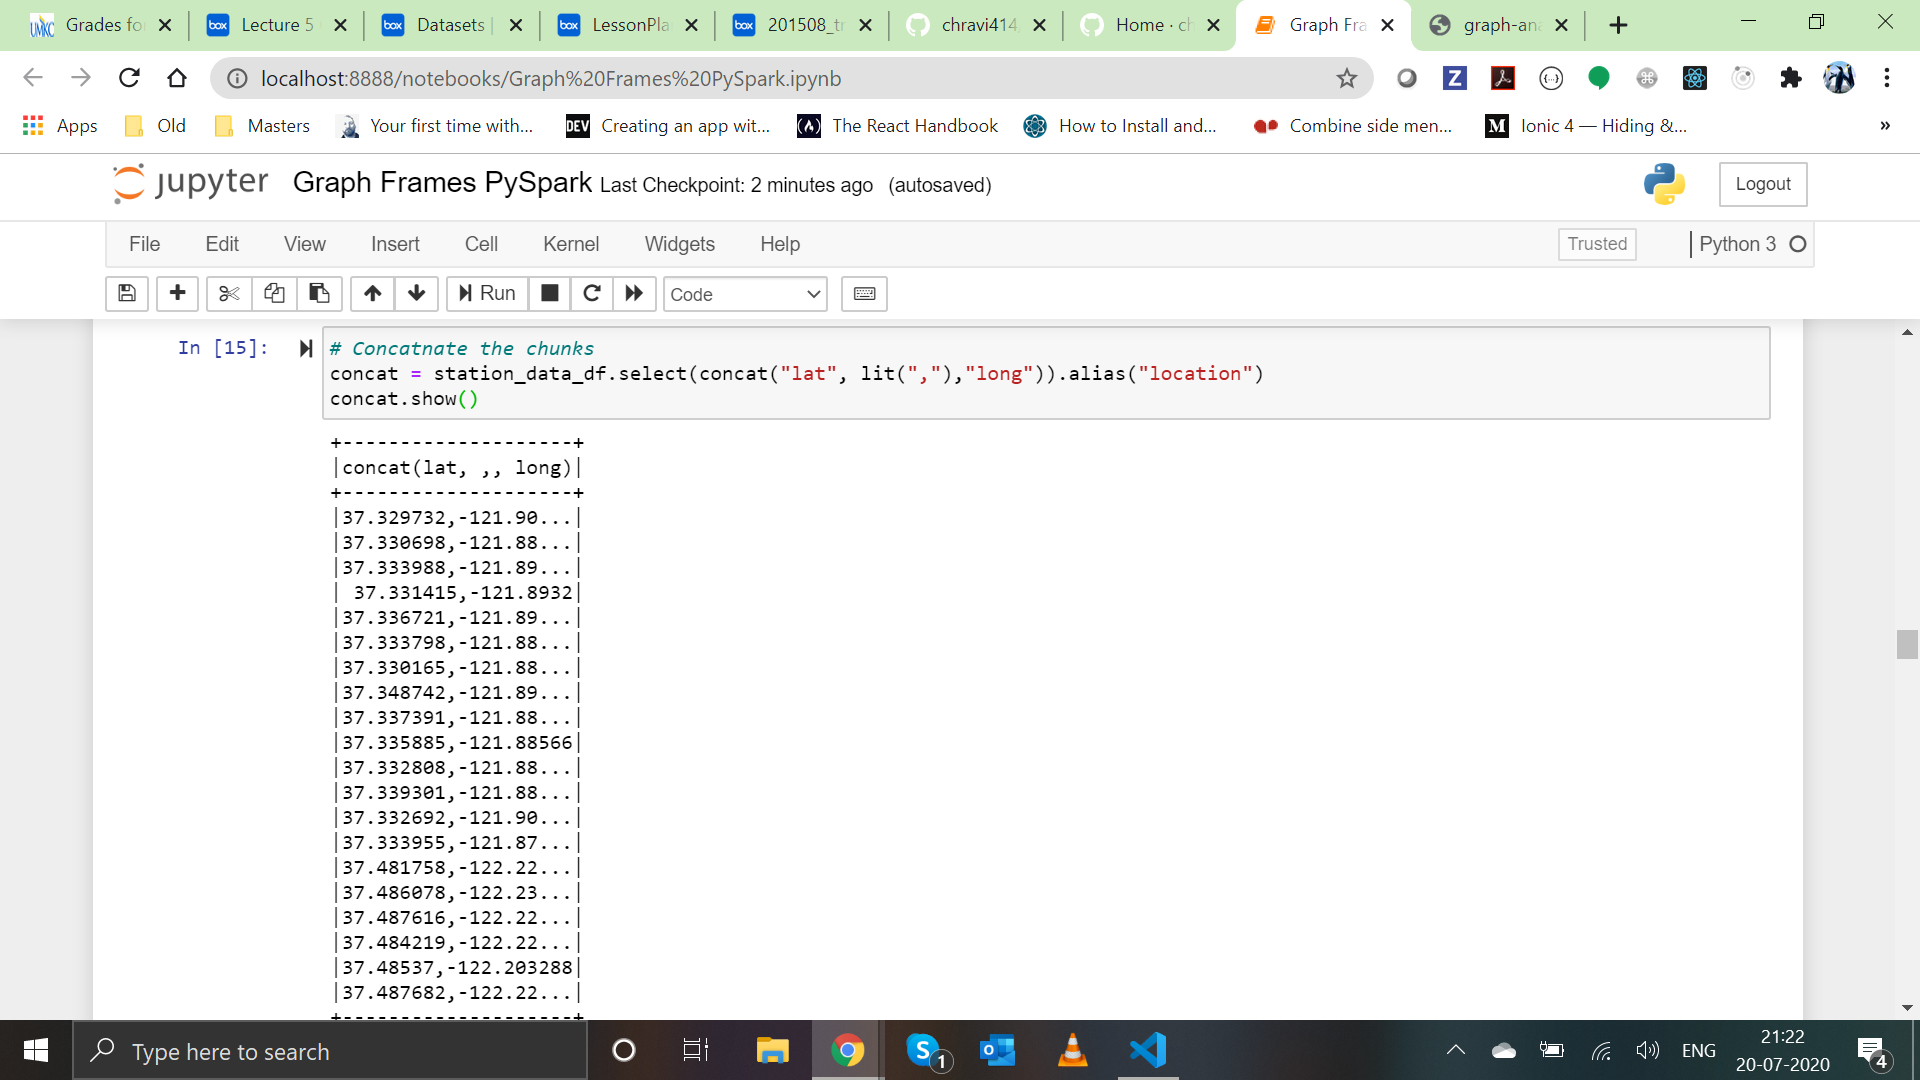 Grades fo
Lecture 5
Datasets |
LessonPla
201508_tr
chravi414
Home · ch
Graph Fra
graph-ana
localhost:8888/notebooks/Graph%20Frames%20PySpark.ipynb
Apps
Old
Masters
Your first time with...
DEV
Creating an app wit...
The React Handbook
How to Install and...
Combine side men...
Ionic 4 — Hiding &...
»
jupyter
Graph Frames PySpark Last Checkpoint: 2 minutes ago (autosaved)
Logout
File
Edit
View
Insert
Cell
Kernel
Widgets
Help
Trusted
Python 3
Run
Code
In [15]:
# Concatnate the chunks
concat = station_data_df.select(concat("lat", lit(","),"long")).alias("location")
concat.show()
+--------------------+
|concat(lat, ,, long)|
+--------------------+
|37.329732,-121.90...|
|37.330698,-121.88...|
|37.333988,-121.89...|
| 37.331415,-121.8932|
|37.336721,-121.89...|
|37.333798,-121.88...|
|37.330165,-121.88...|
|37.348742,-121.89...|
|37.337391,-121.88...|
|37.335885,-121.88566|
|37.332808,-121.88...|
|37.339301,-121.88...|
|37.332692,-121.90...|
|37.333955,-121.87...|
|37.481758,-122.22...|
|37.486078,-122.23...|
|37.487616,-122.22...|
|37.484219,-122.22...|
|37.48537,-122.203288|
|37.487682,-122.22...|
+--------------------+
Type here to search
1
ENG
21:22
20-07-2020
4